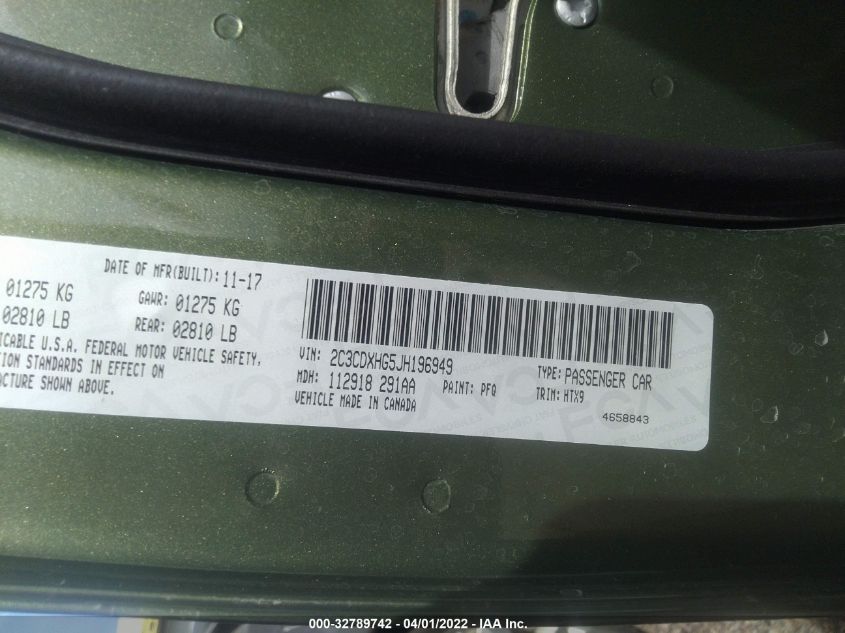 DATE OF MFR(BUILT): 11-17
01275 KG GAWR: 01275 KG
02810 LB REAR: 02810 LB
ICABLE U.S.A. FEDERAL MOTOR VEHICLE SAFETY,
TION STANDARDS IN EFFECT ON
ACTURE SHOWN ABOVE.
VIN: 2C3CDXHG5JH196949 TYPE: PASSENGER CAR
MDH: 112918 291AA PAINT: PFQ TRIM: HTX9
VEHICLE MADE IN CANADA 4658843
000-32789742 - 04/01/2022 - IAA Inc.